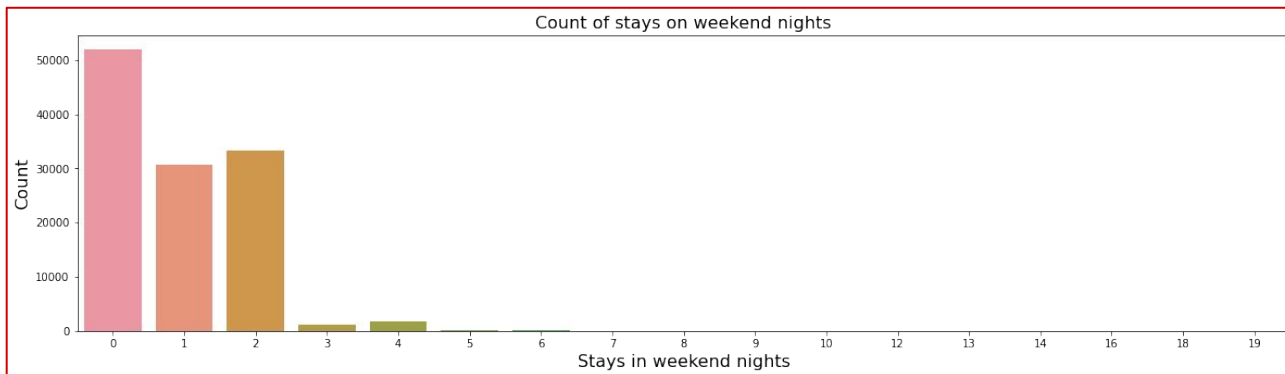 Count of stays on weekend nights
50000
40000
30000
20000
10000
0
Count
0 1 2 3 4 5 6 7 8 9 10 12 13 14 16 18 19
Stays in weekend nights